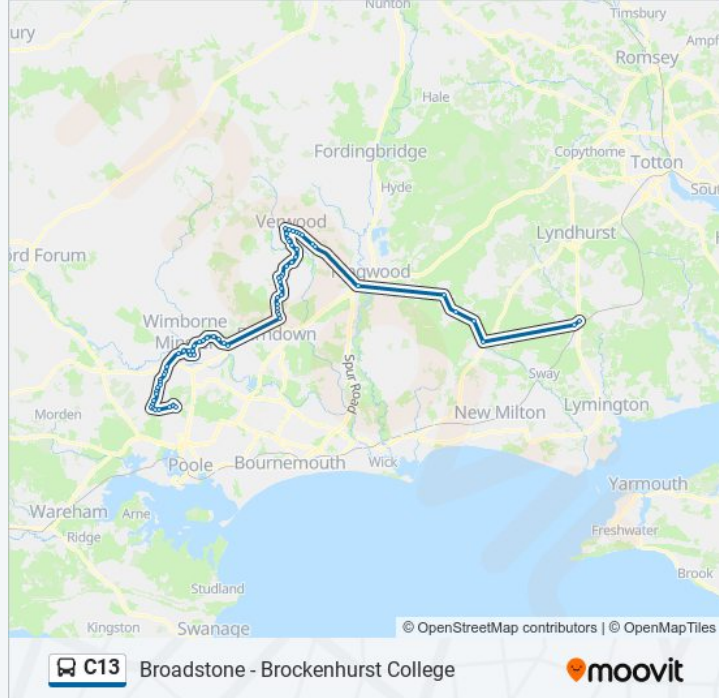 Nunton
Timsbury
ury
Ampf
Romsey
Hale
Fordingbridge
Copythorne
Totton
Hyde
Sout
Verwood
Lyndhurst
ord Forum
Ringwood
Wimborne
Minster
Ferndown
Spur Road
Sway
Morden
New Milton
Lymington
Poole
Bournemouth
Wick
Yarmouth
Wareham
Arne
Ridge
Freshwater
Brook
Studland
Kingston
Swanage
© OpenStreetMap contributors | © OpenMapTiles
C13 Broadstone - Brockenhurst College
moovit